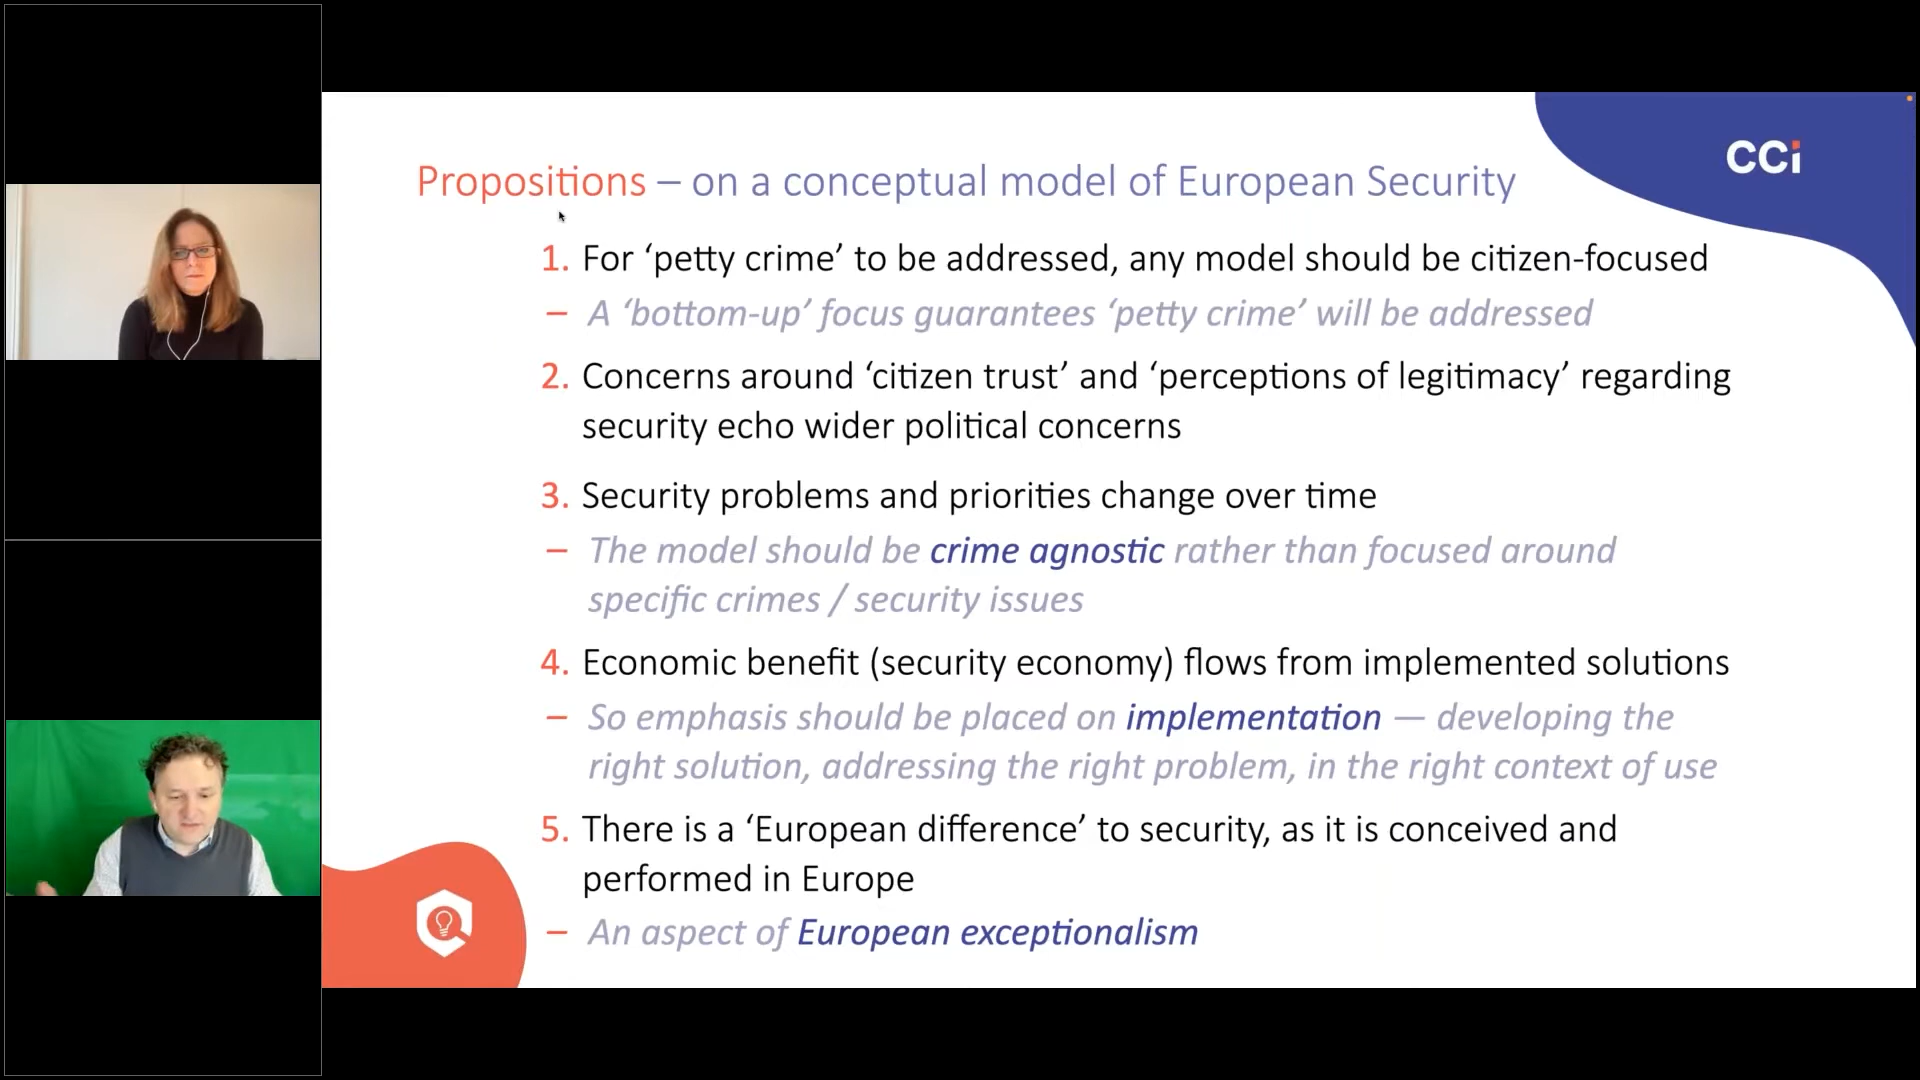 CCi
Propositions – on a conceptual model of European Security
1. For ‘petty crime’ to be addressed, any model should be citizen-focused
– A ‘bottom-up’ focus guarantees ‘petty crime’ will be addressed
2. Concerns around ‘citizen trust’ and ‘perceptions of legitimacy’ regarding
security echo wider political concerns
3. Security problems and priorities change over time
– The model should be crime agnostic rather than focused around
specific crimes / security issues
4. Economic benefit (security economy) flows from implemented solutions
– So emphasis should be placed on implementation — developing the
right solution, addressing the right problem, in the right context of use
5. There is a ‘European difference’ to security, as it is conceived and
performed in Europe
– An aspect of European exceptionalism